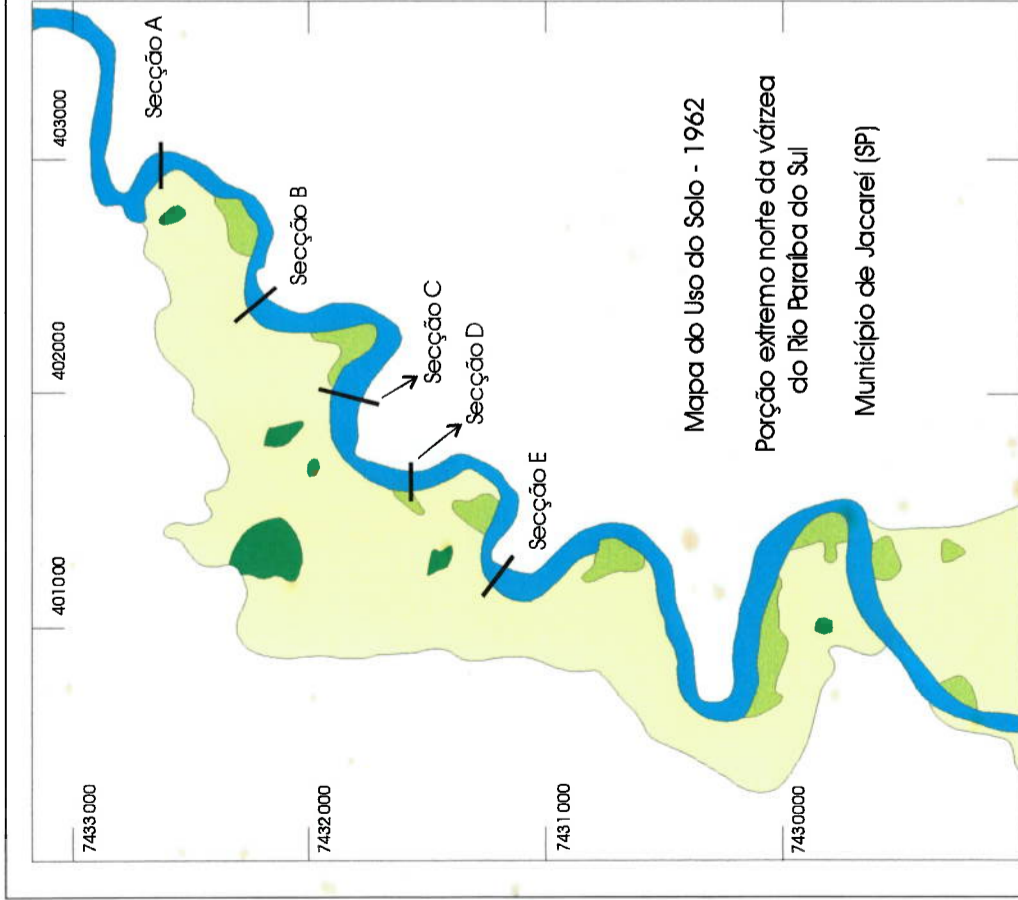 403000
402000
401000
7433000
7432000
7431000
7430000
Secção A
Secção B
Secção C
Secção D
Secção E
Mapa do Uso do Solo - 1962
Porção extremo norte da várzea
do Rio Paraíba do Sul
Município de Jacareí (SP)